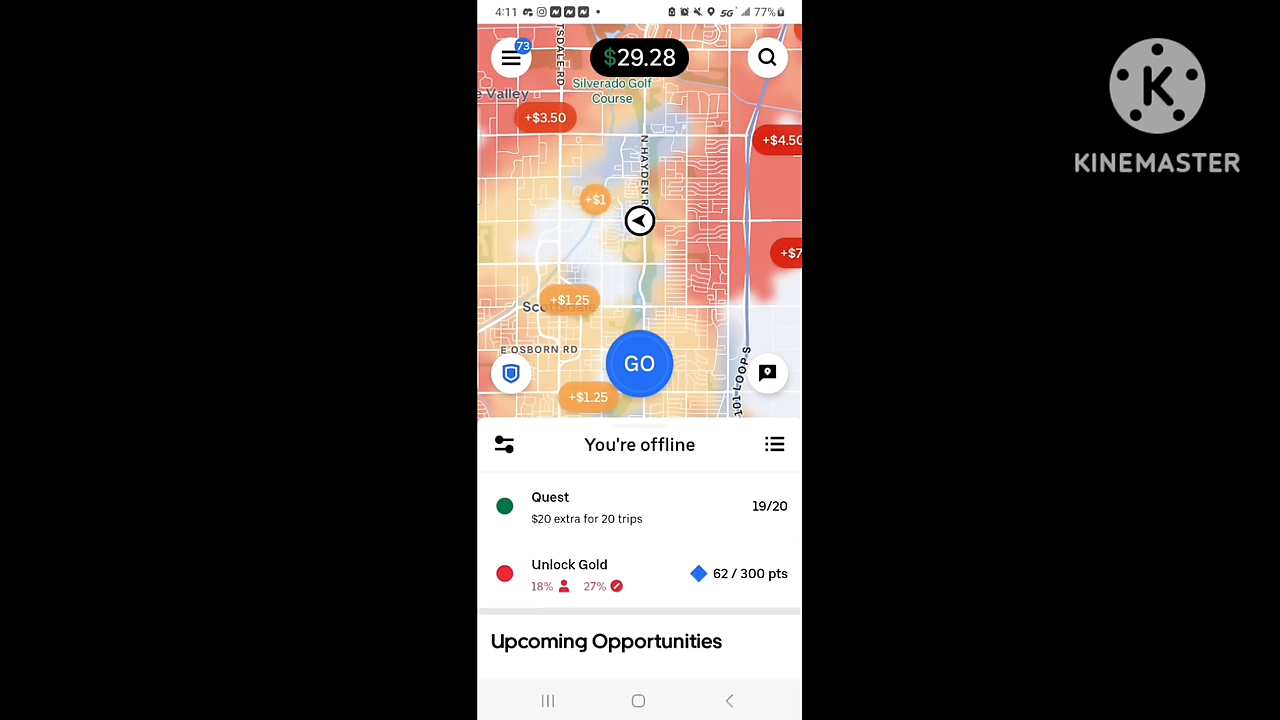 4:11
5G
77%
73
TSDALE RD
$29.28
Silverado Golf
Course
e Valley
+$3.50
+$4.50
N HAYDEN R
+$1
+$7
+$1.25
E OSBORN RD
GO
101 LOOP S
+$1.25
You're offline
Quest
19/20
$20 extra for 20 trips
Unlock Gold
62 / 300 pts
18%
27%
Upcoming Opportunities
K
KINEMASTER